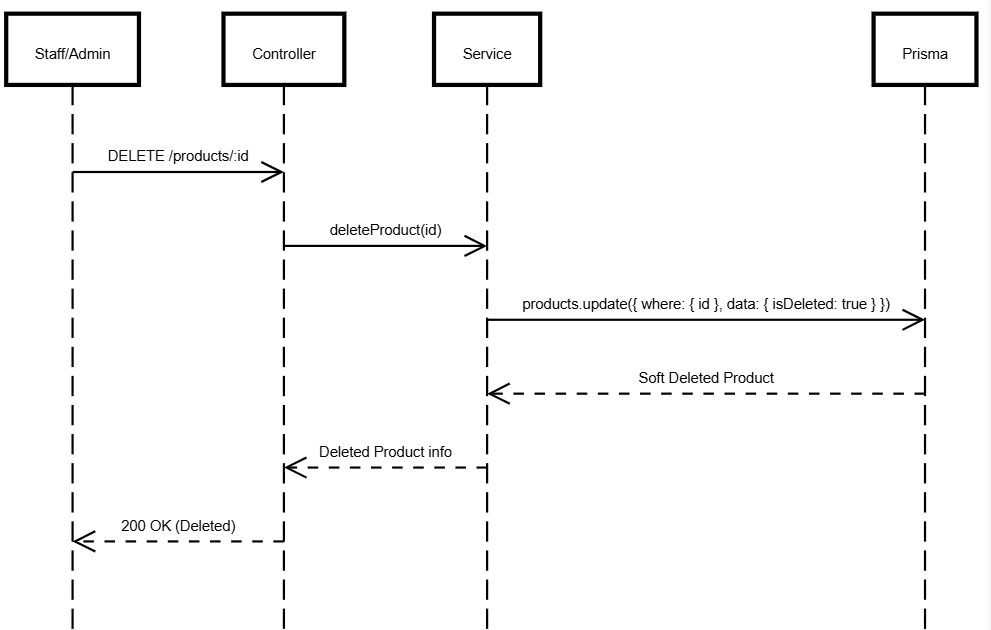 Staff/Admin
Controller
Service
Prisma
DELETE /products/:id
deleteProduct(id)
products.update({ where: { id }, data: { isDeleted: true } })
Soft Deleted Product
Deleted Product info
200 OK (Deleted)